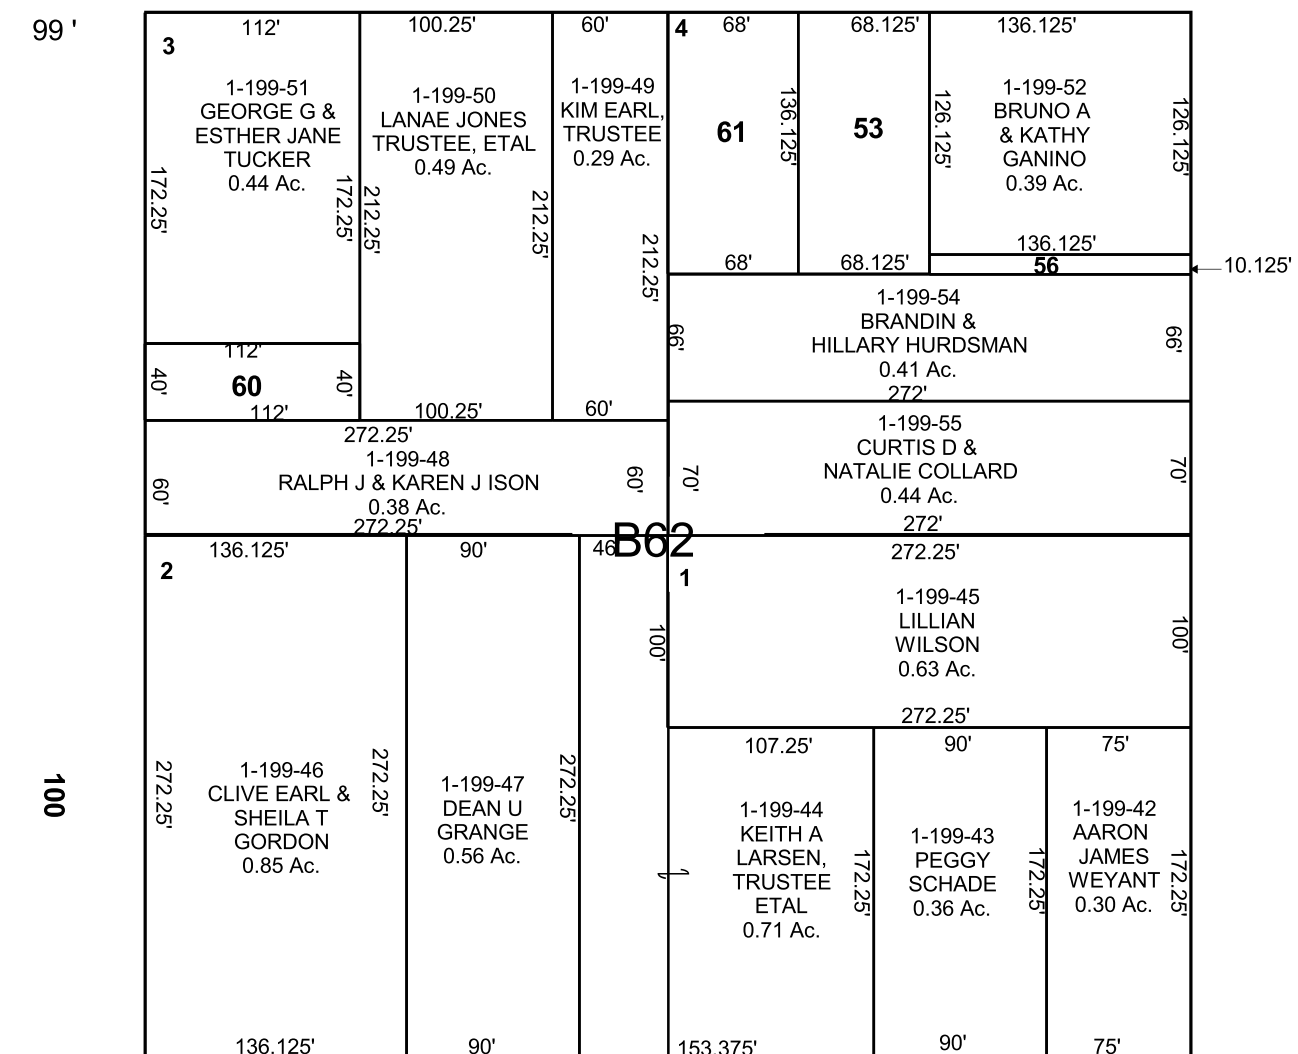 99 '
3
112'
1-199-51
GEORGE G &
ESTHER JANE
TUCKER
0.44 Ac.
172.25'
172.25'
100.25'
1-199-50
LANAE JONES
TRUSTEE, ETAL
0.49 Ac.
212.25'
212.25'
60'
1-199-49
KIM EARL,
TRUSTEE
0.29 Ac.
212.25'
4
68'
61
136.125'
68'
68.125'
53
68.125'
136.125'
1-199-52
BRUNO A
& KATHY
GANINO
0.39 Ac.
126.125'
126.125'
136.125'
56
10.125'
112'
40'
60
40'
112'
100.25'
60'
1-199-54
BRANDIN &
HILLARY HURDSMAN
0.41 Ac.
66'
66'
272'
272.25'
1-199-48
RALPH J & KAREN J ISON
0.38 Ac.
60'
60'
272.25'
1-199-55
CURTIS D &
NATALIE COLLARD
0.44 Ac.
70'
70'
272'
B62
2
136.125'
90'
46
1-199-46
CLIVE EARL &
SHEILA T
GORDON
0.85 Ac.
272.25'
272.25'
1-199-47
DEAN U
GRANGE
0.56 Ac.
272.25'
1
272.25'
1-199-45
LILLIAN
WILSON
0.63 Ac.
100'
100'
272.25'
100
107.25'
1-199-44
KEITH A
LARSEN,
TRUSTEE
ETAL
0.71 Ac.
172.25'
90'
1-199-43
PEGGY
SCHADE
0.36 Ac.
172.25'
75'
1-199-42
AARON
JAMES
WEYANT
0.30 Ac.
172.25'
136.125'
90'
153.375'
90'
75'